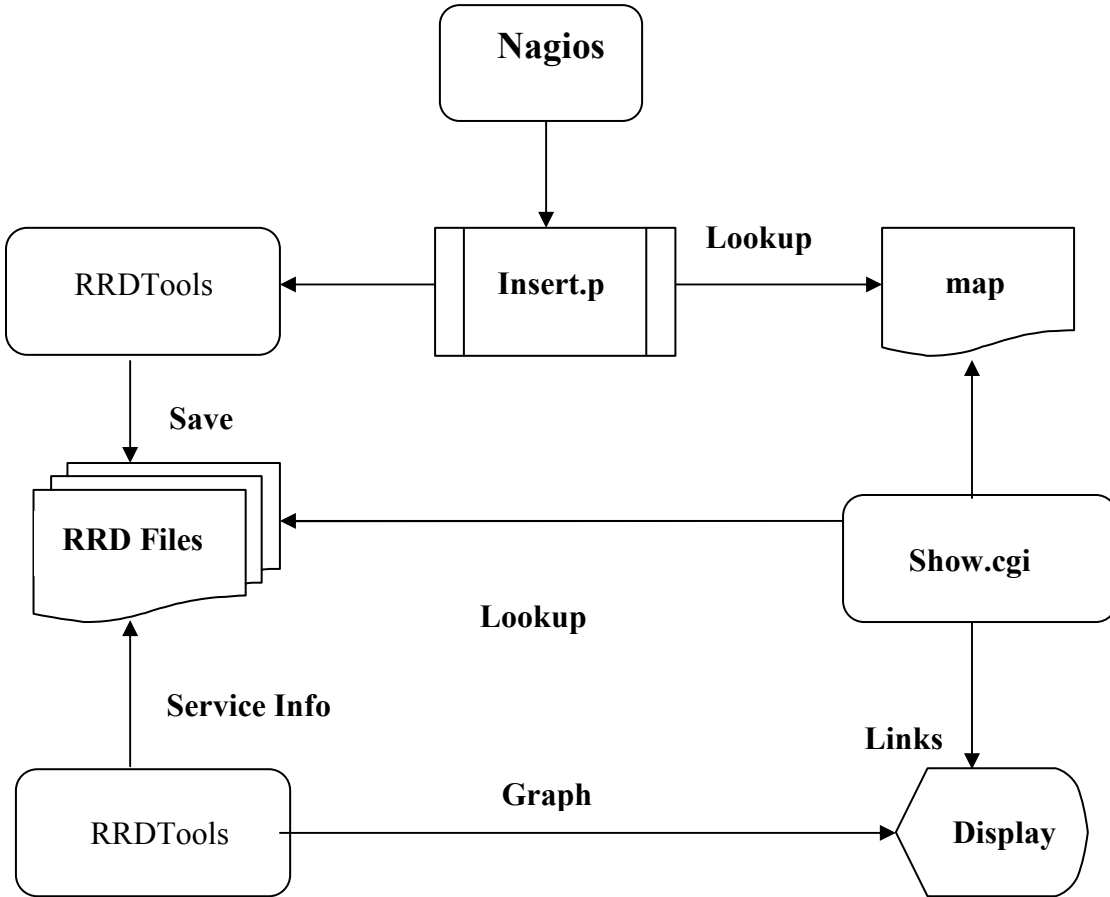 Nagios
Lookup
RRDTools
Insert.p
map
Save
RRD Files
Show.cgi
Lookup
Service Info
Links
Graph
RRDTools
Display